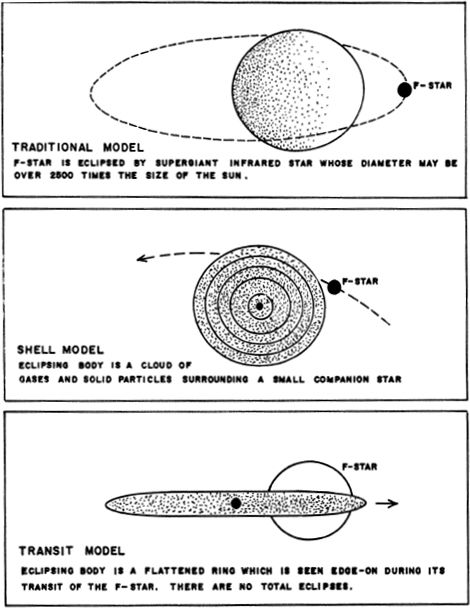 F-STAR
TRADITIONAL MODEL
F-STAR IS ECLIPSED BY SUPERGIANT INFRARED STAR WHOSE DIAMETER MAY BE
OVER 2500 TIMES THE SIZE OF THE SUN.
F-STAR
SHELL MODEL
ECLIPSING BODY IS A CLOUD OF
GASES AND SOLID PARTICLES SURROUNDING A SMALL COMPANION STAR
F-STAR
TRANSIT MODEL
ECLIPSING BODY IS A FLATTENED RING WHICH IS SEEN EDGE-ON DURING ITS
TRANSIT OF THE F-STAR. THERE ARE NO TOTAL ECLIPSES.